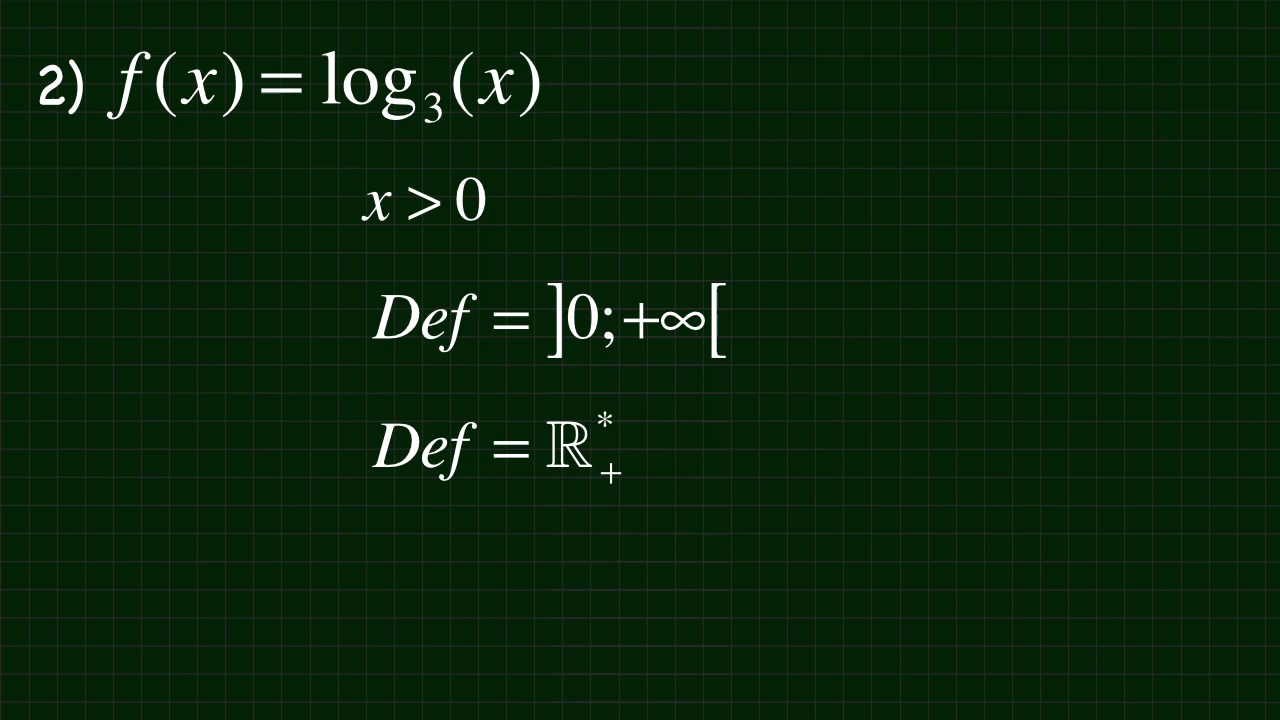 2) f(x) = log₃(x)
x > 0
Def = ]0;+∞[
Def = ℝ₊*